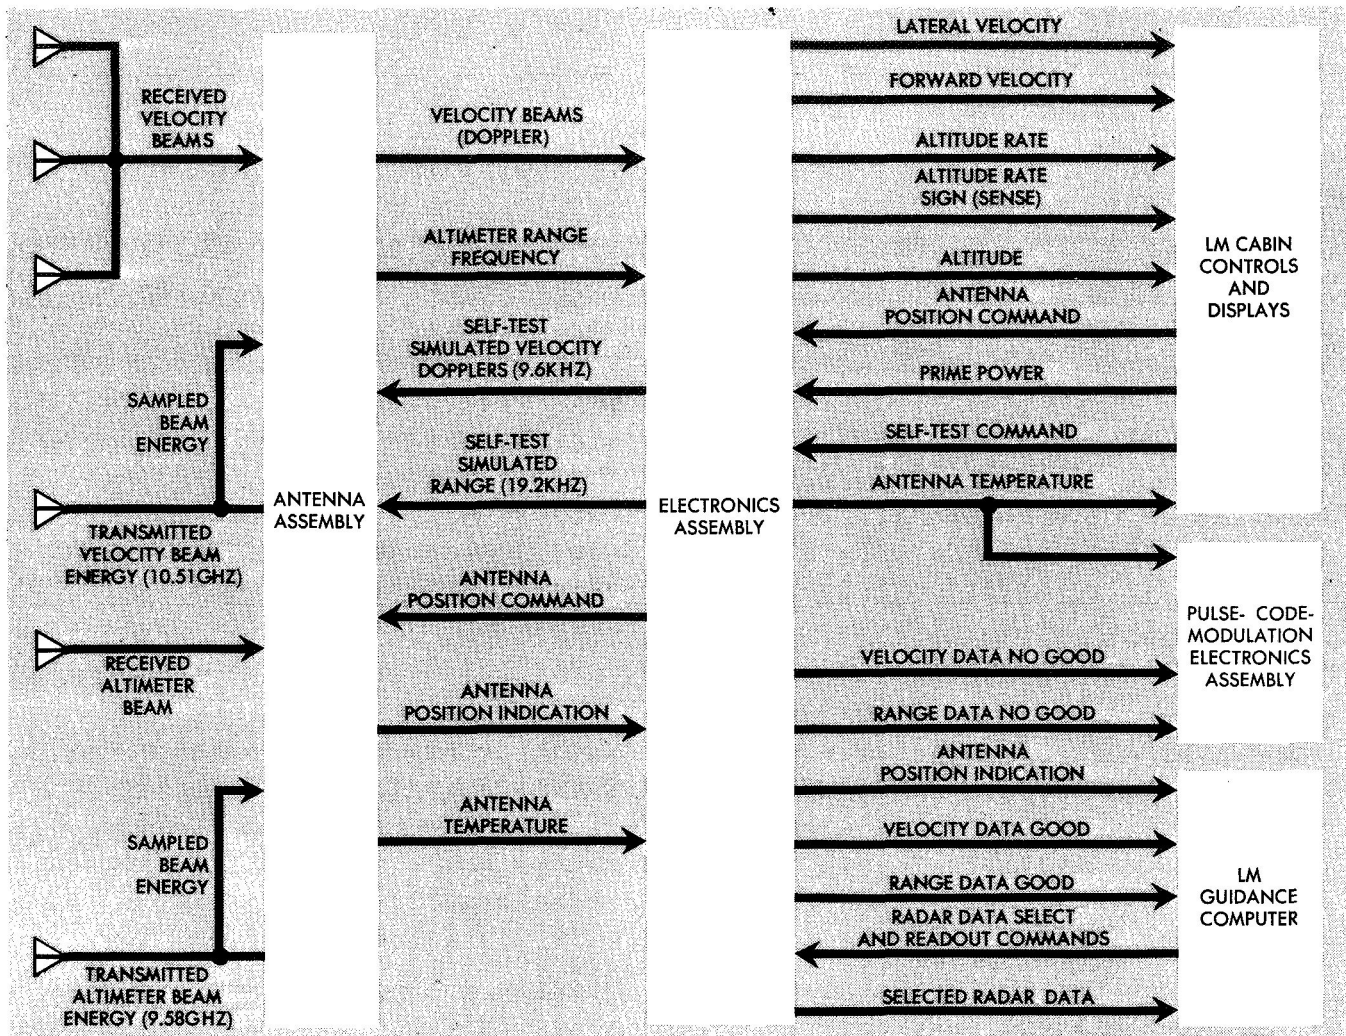 RECEIVED
VELOCITY
BEAMS
SAMPLED
BEAM
ENERGY
TRANSMITTED
VELOCITY BEAM
ENERGY (10.51GHZ)
RECEIVED
ALTIMETER
BEAM
SAMPLED
BEAM
ENERGY
TRANSMITTED
ALTIMETER BEAM
ENERGY (9.58GHZ)
ANTENNA
ASSEMBLY
VELOCITY BEAMS
(DOPPLER)
ALTIMETER RANGE
FREQUENCY
SELF-TEST
SIMULATED VELOCITY
DOPPLERS (9.6KHZ)
SELF-TEST
SIMULATED
RANGE (19.2KHZ)
ANTENNA
POSITION COMMAND
ANTENNA
POSITION INDICATION
ANTENNA
TEMPERATURE
ELECTRONICS
ASSEMBLY
LATERAL VELOCITY
FORWARD VELOCITY
ALTITUDE RATE
ALTITUDE RATE
SIGN (SENSE)
ALTITUDE
ANTENNA
POSITION COMMAND
PRIME POWER
SELF-TEST COMMAND
ANTENNA TEMPERATURE
VELOCITY DATA NO GOOD
RANGE DATA NO GOOD
ANTENNA
POSITION INDICATION
VELOCITY DATA GOOD
RANGE DATA GOOD
RADAR DATA SELECT
AND READOUT COMMANDS
SELECTED RADAR DATA
LM CABIN
CONTROLS
AND
DISPLAYS
PULSE- CODE-
MODULATION
ELECTRONICS
ASSEMBLY
LM
GUIDANCE
COMPUTER